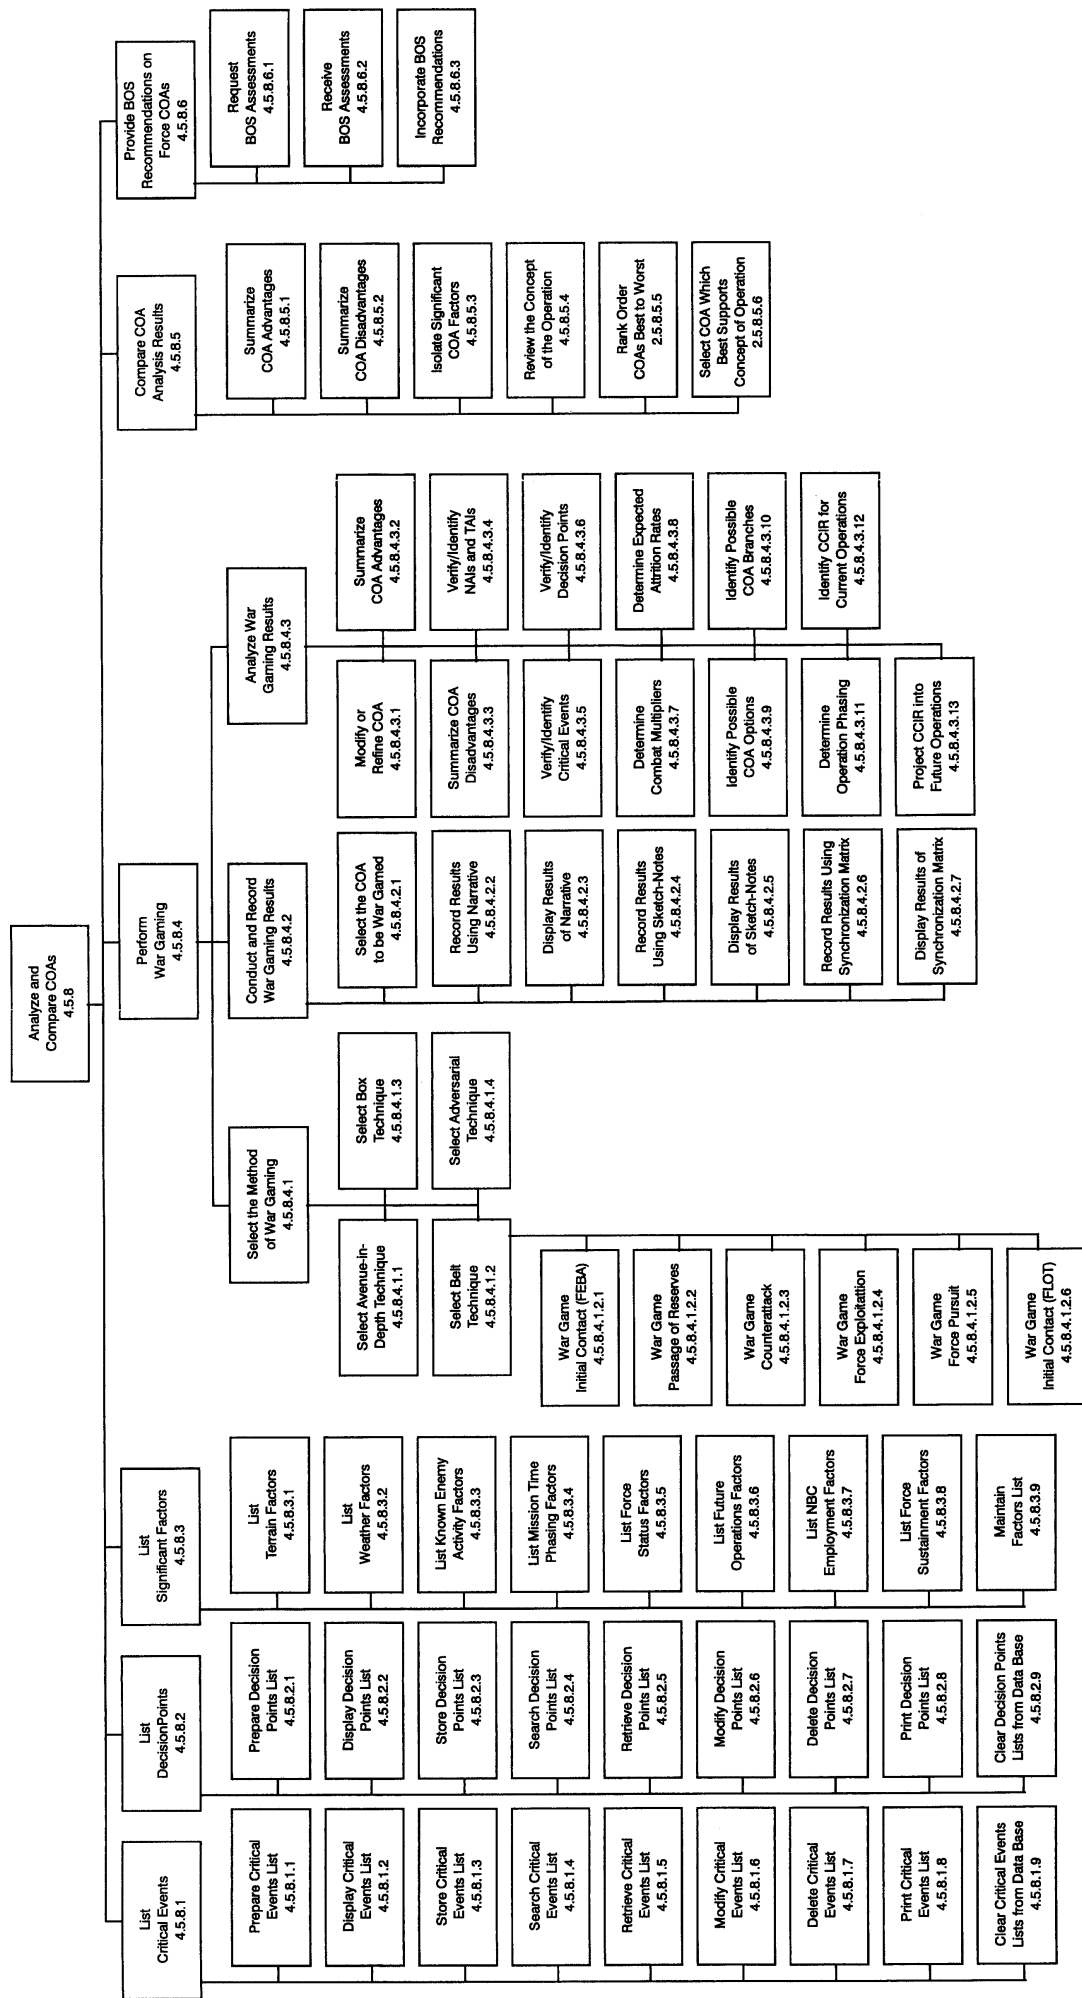 Analyze and
Compare COAs
4.5.8
List
Critical Events
4.5.8.1
Prepare Critical
Events List
4.5.8.1.1
Display Critical
Events List
4.5.8.1.2
Store Critical
Events List
4.5.8.1.3
Search Critical
Events List
4.5.8.1.4
Retrieve Critical
Events List
4.5.8.1.5
Modify Critical
Events List
4.5.8.1.6
Delete Critical
Events List
4.5.8.1.7
Print Critical
Events List
4.5.8.1.8
Clear Critical Events
Lists from Data Base
4.5.8.1.9
List
DecisionPoints
4.5.8.2
Prepare Decision
Points List
4.5.8.2.1
Display Decision
Points List
4.5.8.2.2
Store Decision
Points List
4.5.8.2.3
Search Decision
Points List
4.5.8.2.4
Retrieve Decision
Points List
4.5.8.2.5
Modify Decision
Points List
4.5.8.2.6
Delete Decision
Points List
4.5.8.2.7
Print Decision
Points List
4.5.8.2.8
Clear Decision Points
Lists from Data Base
4.5.8.2.9
List
Significant Factors
4.5.8.3
List
Terrain Factors
4.5.8.3.1
List
Weather Factors
4.5.8.3.2
List Known Enemy
Activity Factors
4.5.8.3.3
List Mission Time
Phasing Factors
4.5.8.3.4
List Force
Status Factors
4.5.8.3.5
List Future
Operations Factors
4.5.8.3.6
List NBC
Employment Factors
4.5.8.3.7
List Force
Sustainment Factors
4.5.8.3.8
Maintain
Factors List
4.5.8.3.9
Perform
War Gaming
4.5.8.4
Select the Method
of War Gaming
4.5.8.4.1
Select Avenue-in-
Depth Technique
4.5.8.4.1.1
Select Box
Technique
4.5.8.4.1.3
Select Belt
Technique
4.5.8.4.1.2
Select Adversarial
Technique
4.5.8.4.1.4
War Game
Initial Contact (FEBA)
4.5.8.4.1.2.1
War Game
Passage of Reserves
4.5.8.4.1.2.2
War Game
Counterattack
4.5.8.4.1.2.3
War Game
Force Exploitattion
4.5.8.4.1.2.4
War Game
Force Pursuit
4.5.8.4.1.2.5
War Game
Initial Contact (FLOT)
4.5.8.4.1.2.6
Conduct and Record
War Gaming Results
4.5.8.4.2
Select the COA
to be War Gamed
4.5.8.4.2.1
Record Results
Using Narrative
4.5.8.4.2.2
Display Results
of Narrative
4.5.8.4.2.3
Record Results
Using Sketch-Notes
4.5.8.4.2.4
Display Results
of Sketch-Notes
4.5.8.4.2.5
Record Results Using
Synchronization Matrix
4.5.8.4.2.6
Display Results of
Synchronization Matrix
4.5.8.4.2.7
Analyze War
Gaming Results
4.5.8.4.3
Modify or
Refine COA
4.5.8.4.3.1
Summarize
COA Advantages
4.5.8.4.3.2
Summarize COA
Disadvantages
4.5.8.4.3.3
Verify/Identify
NAIs and TAIs
4.5.8.4.3.4
Verify/Identify
Critical Events
4.5.8.4.3.5
Verify/Identify
Decision Points
4.5.8.4.3.6
Determine
Combat Multipliers
4.5.8.4.3.7
Determine Expected
Attrition Rates
4.5.8.4.3.8
Identify Possible
COA Options
4.5.8.4.3.9
Identify Possible
COA Branches
4.5.8.4.3.10
Determine
Operation Phasing
4.5.8.4.3.11
Identify CCIR for
Current Operations
4.5.8.4.3.12
Project CCIR into
Future Operations
4.5.8.4.3.13
Compare COA
Analysis Results
4.5.8.5
Summarize
COA Advantages
4.5.8.5.1
Summarize
COA Disadvantages
4.5.8.5.2
Isolate Significant
COA Factors
4.5.8.5.3
Review the Concept
of the Operation
4.5.8.5.4
Rank Order
COAs Best to Worst
2.5.8.5.5
Select COA Which
Best Supports
Concept of Operation
2.5.8.5.6
Provide BOS
Recommendations on
Force COAs
4.5.8.6
Request
BOS Assessments
4.5.8.6.1
Receive
BOS Assessments
4.5.8.6.2
Incorporate BOS
Recommendations
4.5.8.6.3